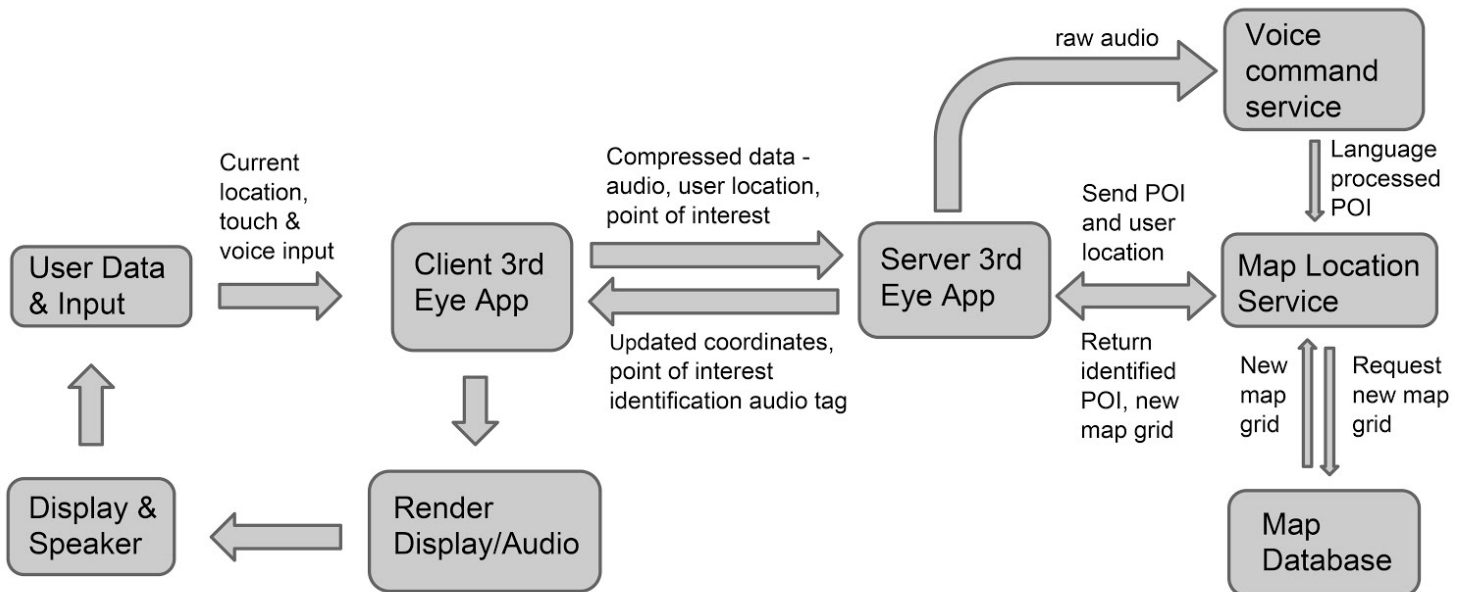 raw audio
Voice
command
service
Current
location,
touch &
voice input
Compressed data -
audio, user location,
point of interest
Language
processed
POI
Send POI
and user
location
User Data
& Input
Client 3rd
Eye App
Server 3rd
Eye App
Map Location
Service
Updated coordinates,
point of interest
identification audio tag
Return
identified
POI, new
map grid
New
map
grid
Request
new map
grid
Display &
Speaker
Render
Display/Audio
Map
Database